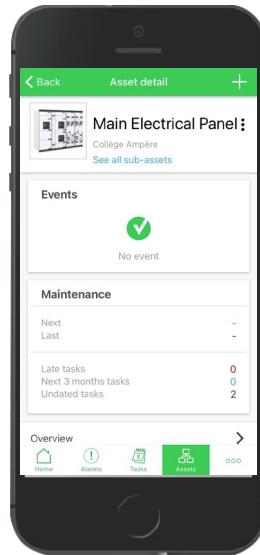 Back
Asset detail
Main Electrical Panel
Collège Ampère
See all sub-assets
Events
No event
Maintenance
Next -
Last -
Late tasks 0
Next 3 months tasks 0
Undated tasks 2
Overview
Home Alarms Tasks Assets